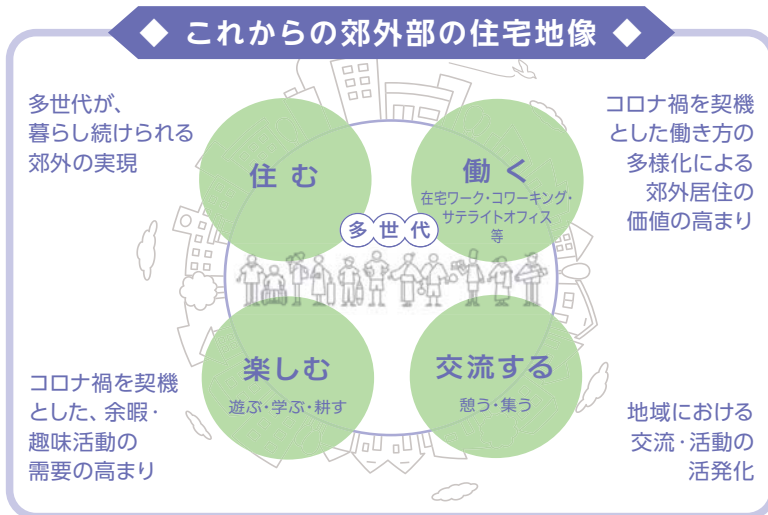 ◆ これからの郊外部の住宅地像 ◆
多世代が、
暮らし続けられる
郊外の実現
住む
働く
在宅ワーク・コワーキング・
サテライトオフィス
等
コロナ禍を契機
とした働き方の
多様化による
郊外居住の
価値の高まり
多世代
楽しむ
遊ぶ・学ぶ・耕す
交流する
憩う・集う
コロナ禍を契機
とした、余暇・
趣味活動の
需要の高まり
地域における
交流・活動の
活発化